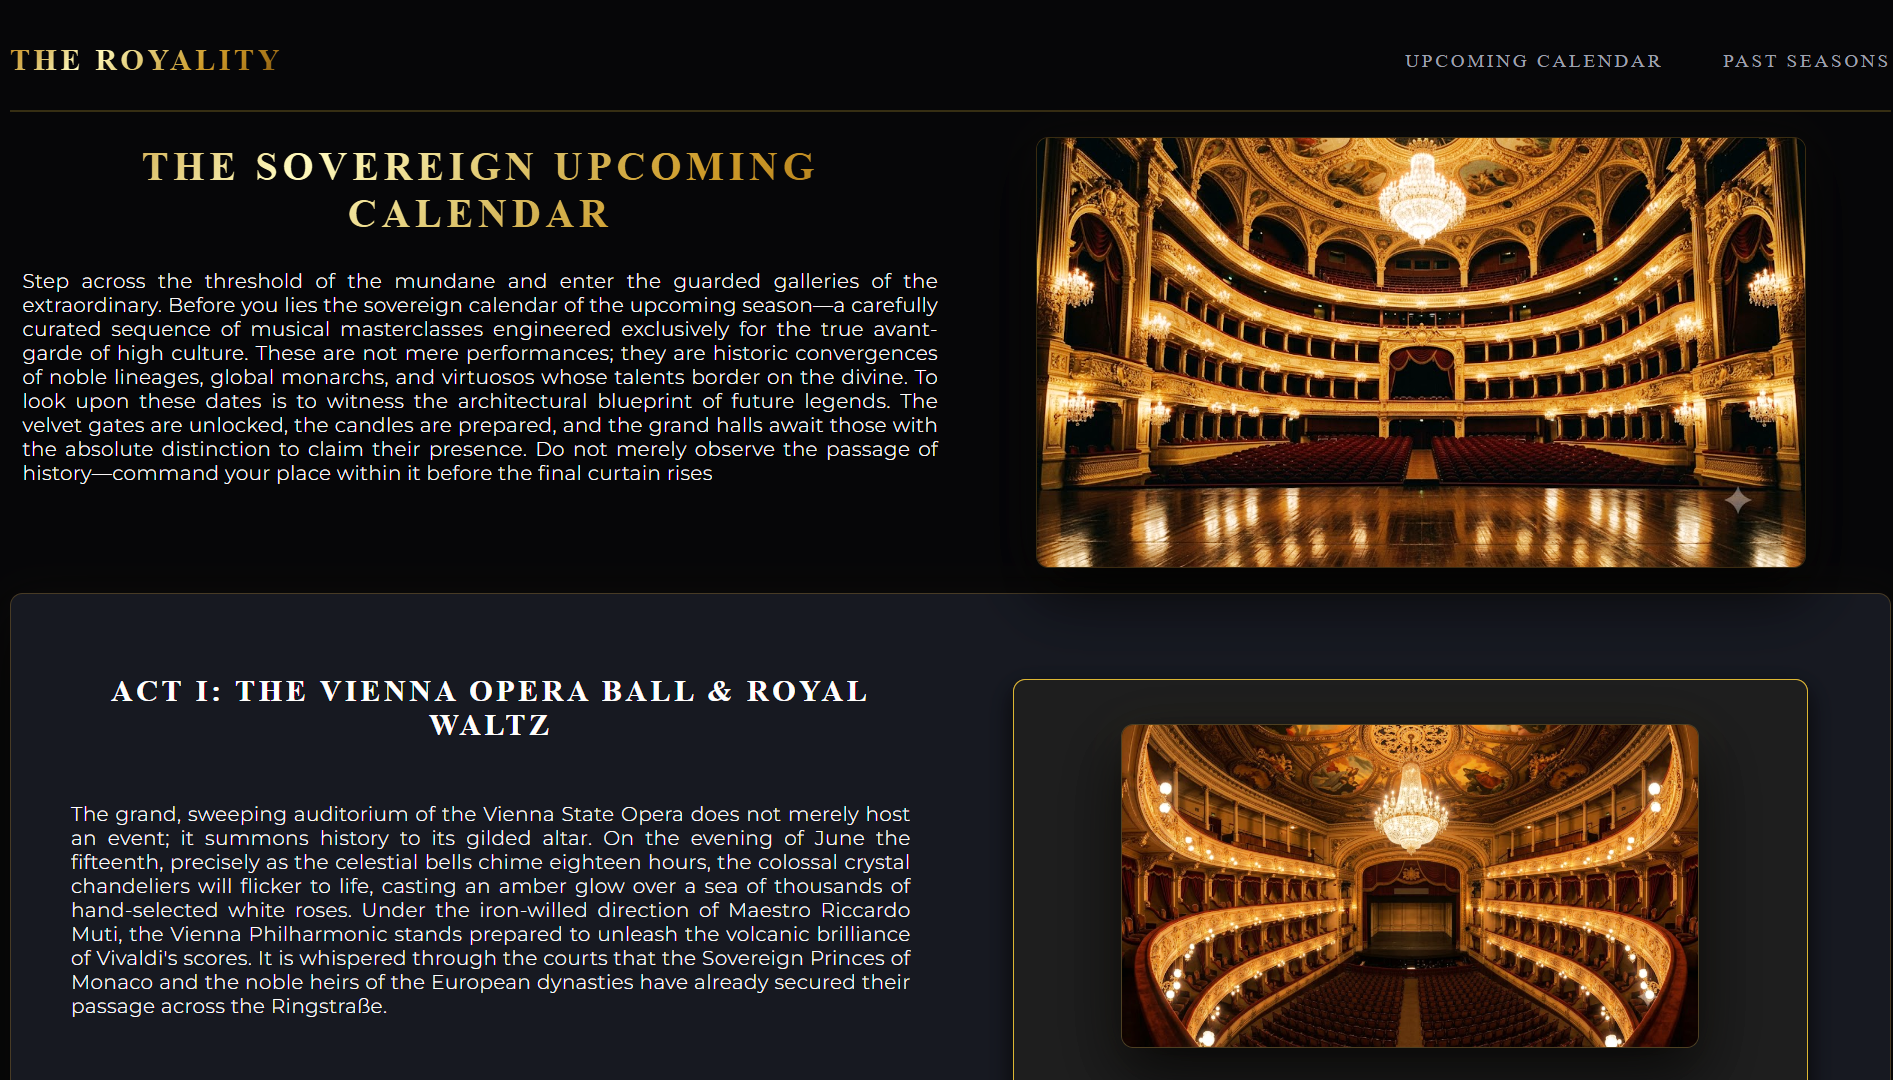 THE ROYALITY
UPCOMING CALENDAR
PAST SEASONS
THE SOVEREIGN UPCOMING
CALENDAR
Step across the threshold of the mundane and enter the guarded galleries of the
extraordinary. Before you lies the sovereign calendar of the upcoming season—a carefully
curated sequence of musical masterclasses engineered exclusively for the true avant-
garde of high culture. These are not mere performances; they are historic convergences
of noble lineages, global monarchs, and virtuosos whose talents border on the divine. To
look upon these dates is to witness the architectural blueprint of future legends. The
velvet gates are unlocked, the candles are prepared, and the grand halls await those with
the absolute distinction to claim their presence. Do not merely observe the passage of
history—command your place within it before the final curtain rises
ACT I: THE VIENNA OPERA BALL & ROYAL
WALTZ
The grand, sweeping auditorium of the Vienna State Opera does not merely host
an event; it summons history to its gilded altar. On the evening of June the
fifteenth, precisely as the celestial bells chime eighteen hours, the colossal crystal
chandeliers will flicker to life, casting an amber glow over a sea of thousands of
hand-selected white roses. Under the iron-willed direction of Maestro Riccardo
Muti, the Vienna Philharmonic stands prepared to unleash the volcanic brilliance
of Vivaldi's scores. It is whispered through the courts that the Sovereign Princes of
Monaco and the noble heirs of the European dynasties have already secured their
passage across the Ringstraße.